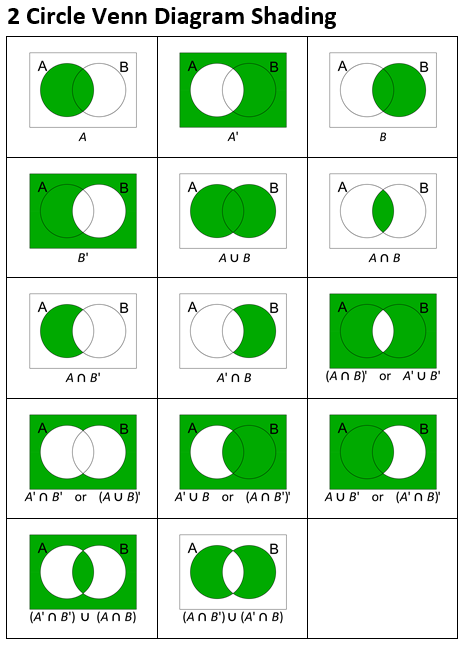 2 Circle Venn Diagram Shading
A B A B A B
A A' B
A B A B A B
B' A ∪ B A ∩ B
A B A B A B
A ∩ B' A' ∩ B (A ∩ B)' or A' ∪ B'
A B A B A B
A' ∩ B' or (A ∪ B)' A' ∪ B or (A ∩ B')' A ∪ B' or (A' ∩ B)'
A B A B
(A' ∩ B') ∪ (A ∩ B) (A ∩ B') ∪ (A' ∩ B)